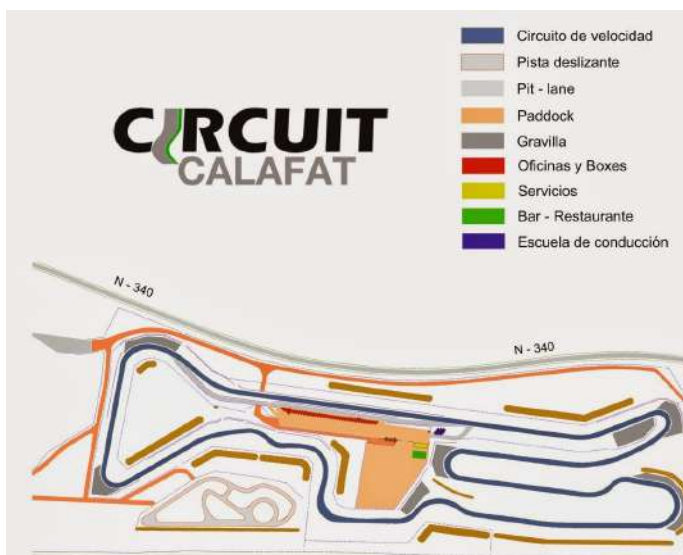 CIRCUIT
CALAFAT
Circuito de velocidad
Pista deslizante
Pit - lane
Paddock
Gravilla
Oficinas y Boxes
Servicios
Bar - Restaurante
Escuela de conducción
N - 340
N - 340